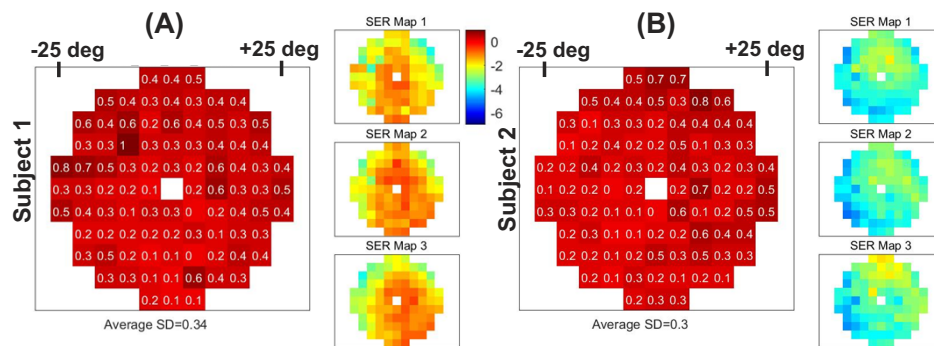 (A)
-25 deg
+25 deg
Subject 1
0.4 0.4 0.5
0.5 0.4 0.3 0.4 0.3 0.4 0.4
0.6 0.4 0.6 0.2 0.6 0.4 0.5 0.3 0.5
0.3 0.3 1 0.3 0.3 0.4 0.4 0.3 0.4
0.8 0.7 0.5 0.3 0.2 0.3 0.2 0.6 0.4 0.3 0.4
0.3 0.3 0.2 0.2 0.1 0.2 0.6 0.3 0.3 0.5
0.5 0.4 0.3 0.1 0.3 0.3 0 0.2 0.4 0.5 0.4
0.2 0.2 0.2 0.2 0.2 0.2 0.3 0.4 0.4
0.3 0.5 0.2 0.2 0.2 0 0.2 0.4 0.3
0.3 0.3 0.1 0.1 0.6 0.4 0.3
0.2 0.1 0.1
Average SD=0.34
SER Map 1
SER Map 2
SER Map 3
0
-2
-4
-6
(B)
-25 deg
+25 deg
Subject 2
0.5 0.7 0.7
0.5 0.4 0.4 0.5 0.3 0.8 0.6
0.3 0.1 0.3 0.3 0.4 0.2 0.3 0.4 0.4
0.2 0.2 0.3 0.4 0.2 0.2 0.3 0.2 0.3
0.2 0.2 0.4 0.2 0.3 0.2 0.2 0.3 0.2 0.3 0.4
0.1 0.2 0.2 0 0.2 0.2 0.7 0.2 0.2 0.5
0.3 0.2 0.2 0.2 0.2 0 0.6 0.1 0.2 0.5 0.5
0.2 0.2 0.2 0.2 0.2 0.2 0.6 0.4 0.4
0.2 0.2 0.2 0.3 0.2 0 0.4 0.3 0.3
0.2 0.1 0.3 0.2 0.2 0.1 0.3
0.2 0.3 0.3
Average SD=0.3
SER Map 1
SER Map 2
SER Map 3